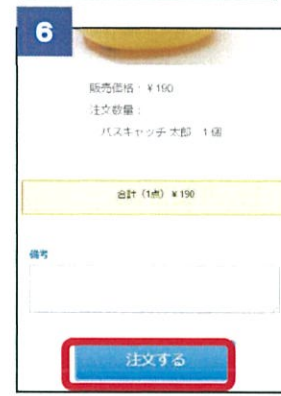 6
販売価格：￥190
注文数量：
バスキャッチ 太郎 1 個
合計（1点）￥190
備考
注文する